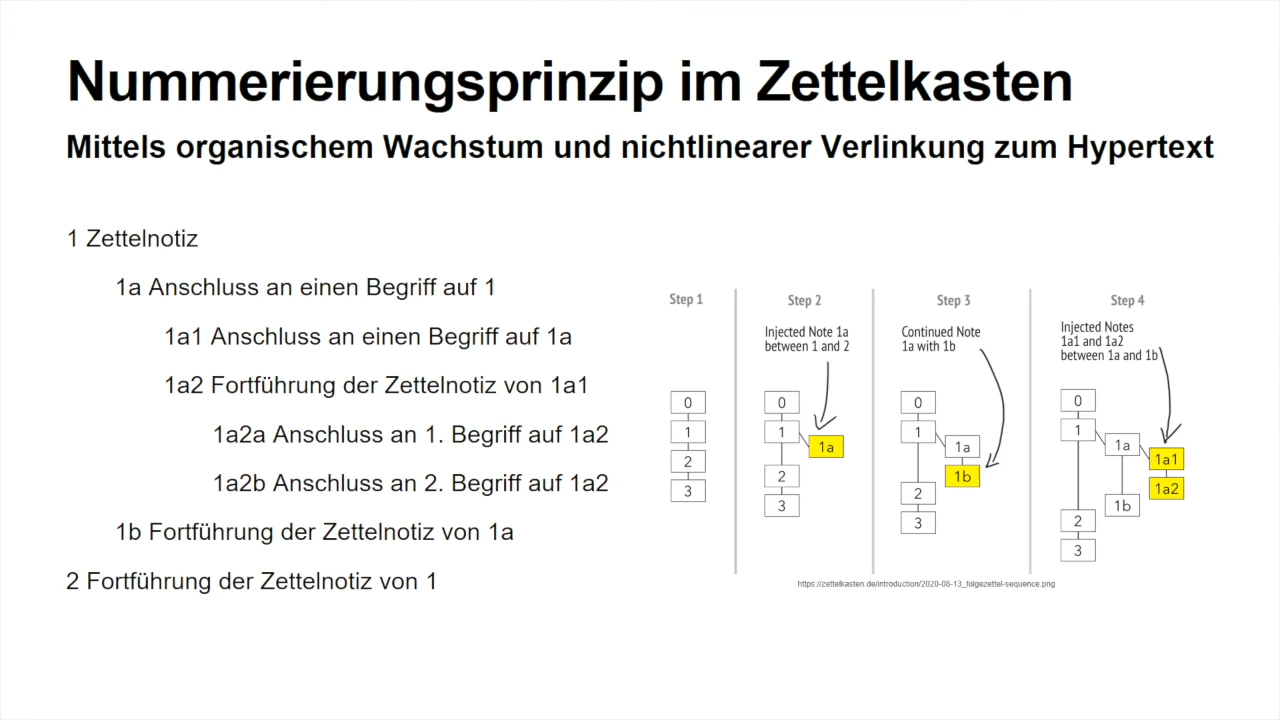 Nummerierungsprinzip im Zettelkasten
Mittels organischem Wachstum und nichtlinearer Verlinkung zum Hypertext
1 Zettelnotiz
1a Anschluss an einen Begriff auf 1
1a1 Anschluss an einen Begriff auf 1a
1a2 Fortführung der Zettelnotiz von 1a1
1a2a Anschluss an 1. Begriff auf 1a2
1a2b Anschluss an 2. Begriff auf 1a2
1b Fortführung der Zettelnotiz von 1a
2 Fortführung der Zettelnotiz von 1
Step 1
0
1
2
3
Step 2
Injected Note 1a
between 1 and 2
0
1
1a
2
3
Step 3
Continued Note
1a with 1b
0
1
1a
1b
2
3
Step 4
Injected Notes
1a1 and 1a2
between 1a and 1b
0
1
1a
1a1
1a2
1b
2
3
https://zettelkasten.de/introduction/2020-08-13_folgezettel-sequence.png